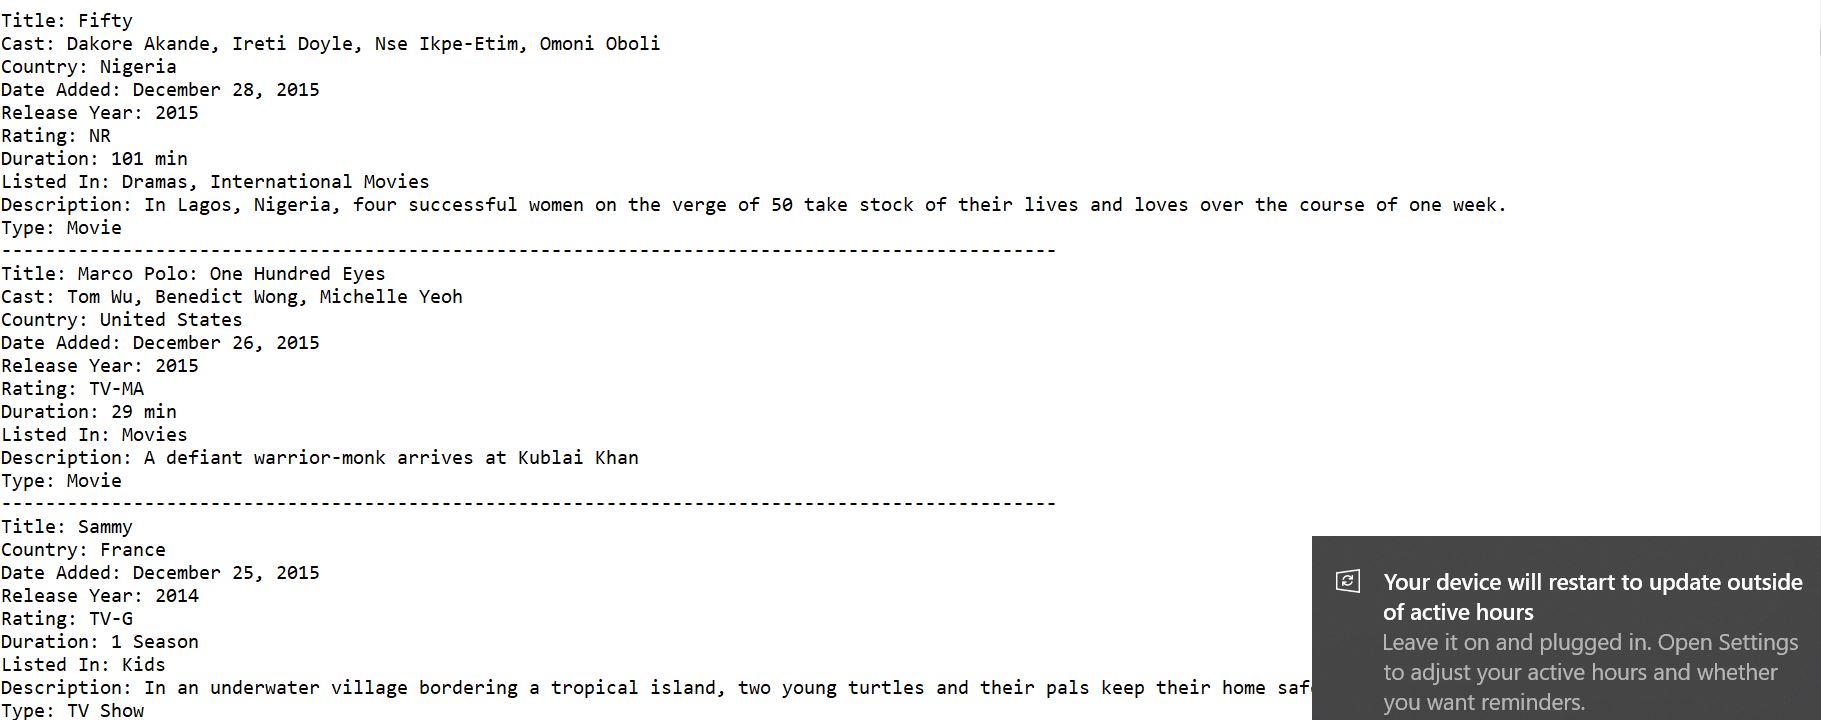 Title: Fifty
Cast: Dakore Akande, Ireti Doyle, Nse Ikpe-Etim, Omoni Oboli
Country: Nigeria
Date Added: December 28, 2015
Release Year: 2015
Rating: NR
Duration: 101 min
Listed In: Dramas, International Movies
Description: In Lagos, Nigeria, four successful women on the verge of 50 take stock of their lives and loves over the course of one week.
Type: Movie
------------------------------------------------------------------------------------------------
Title: Marco Polo: One Hundred Eyes
Cast: Tom Wu, Benedict Wong, Michelle Yeoh
Country: United States
Date Added: December 26, 2015
Release Year: 2015
Rating: TV-MA
Duration: 29 min
Listed In: Movies
Description: A defiant warrior-monk arrives at Kublai Khan
Type: Movie
------------------------------------------------------------------------------------------------
Title: Sammy
Country: France
Date Added: December 25, 2015
Release Year: 2014
Rating: TV-G
Duration: 1 Season
Listed In: Kids
Description: In an underwater village bordering a tropical island, two young turtles and their pals keep their home
Type: TV Show
Your device will restart to update outside
of active hours
Leave it on and plugged in. Open Settings
to adjust your active hours and whether
you want reminders.